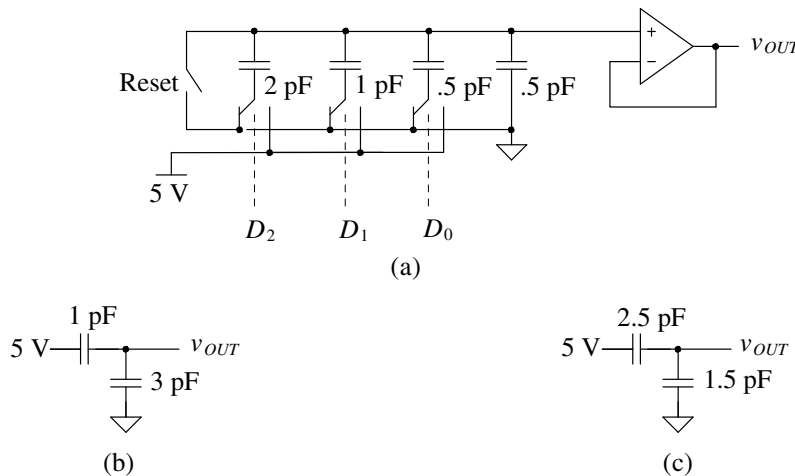 +
v_OUT
−
Reset
2 pF 1 pF .5 pF .5 pF
5 V
D_2 D_1 D_0
(a)
1 pF
5 V v_OUT
3 pF
(b)
2.5 pF
5 V v_OUT
1.5 pF
(c)